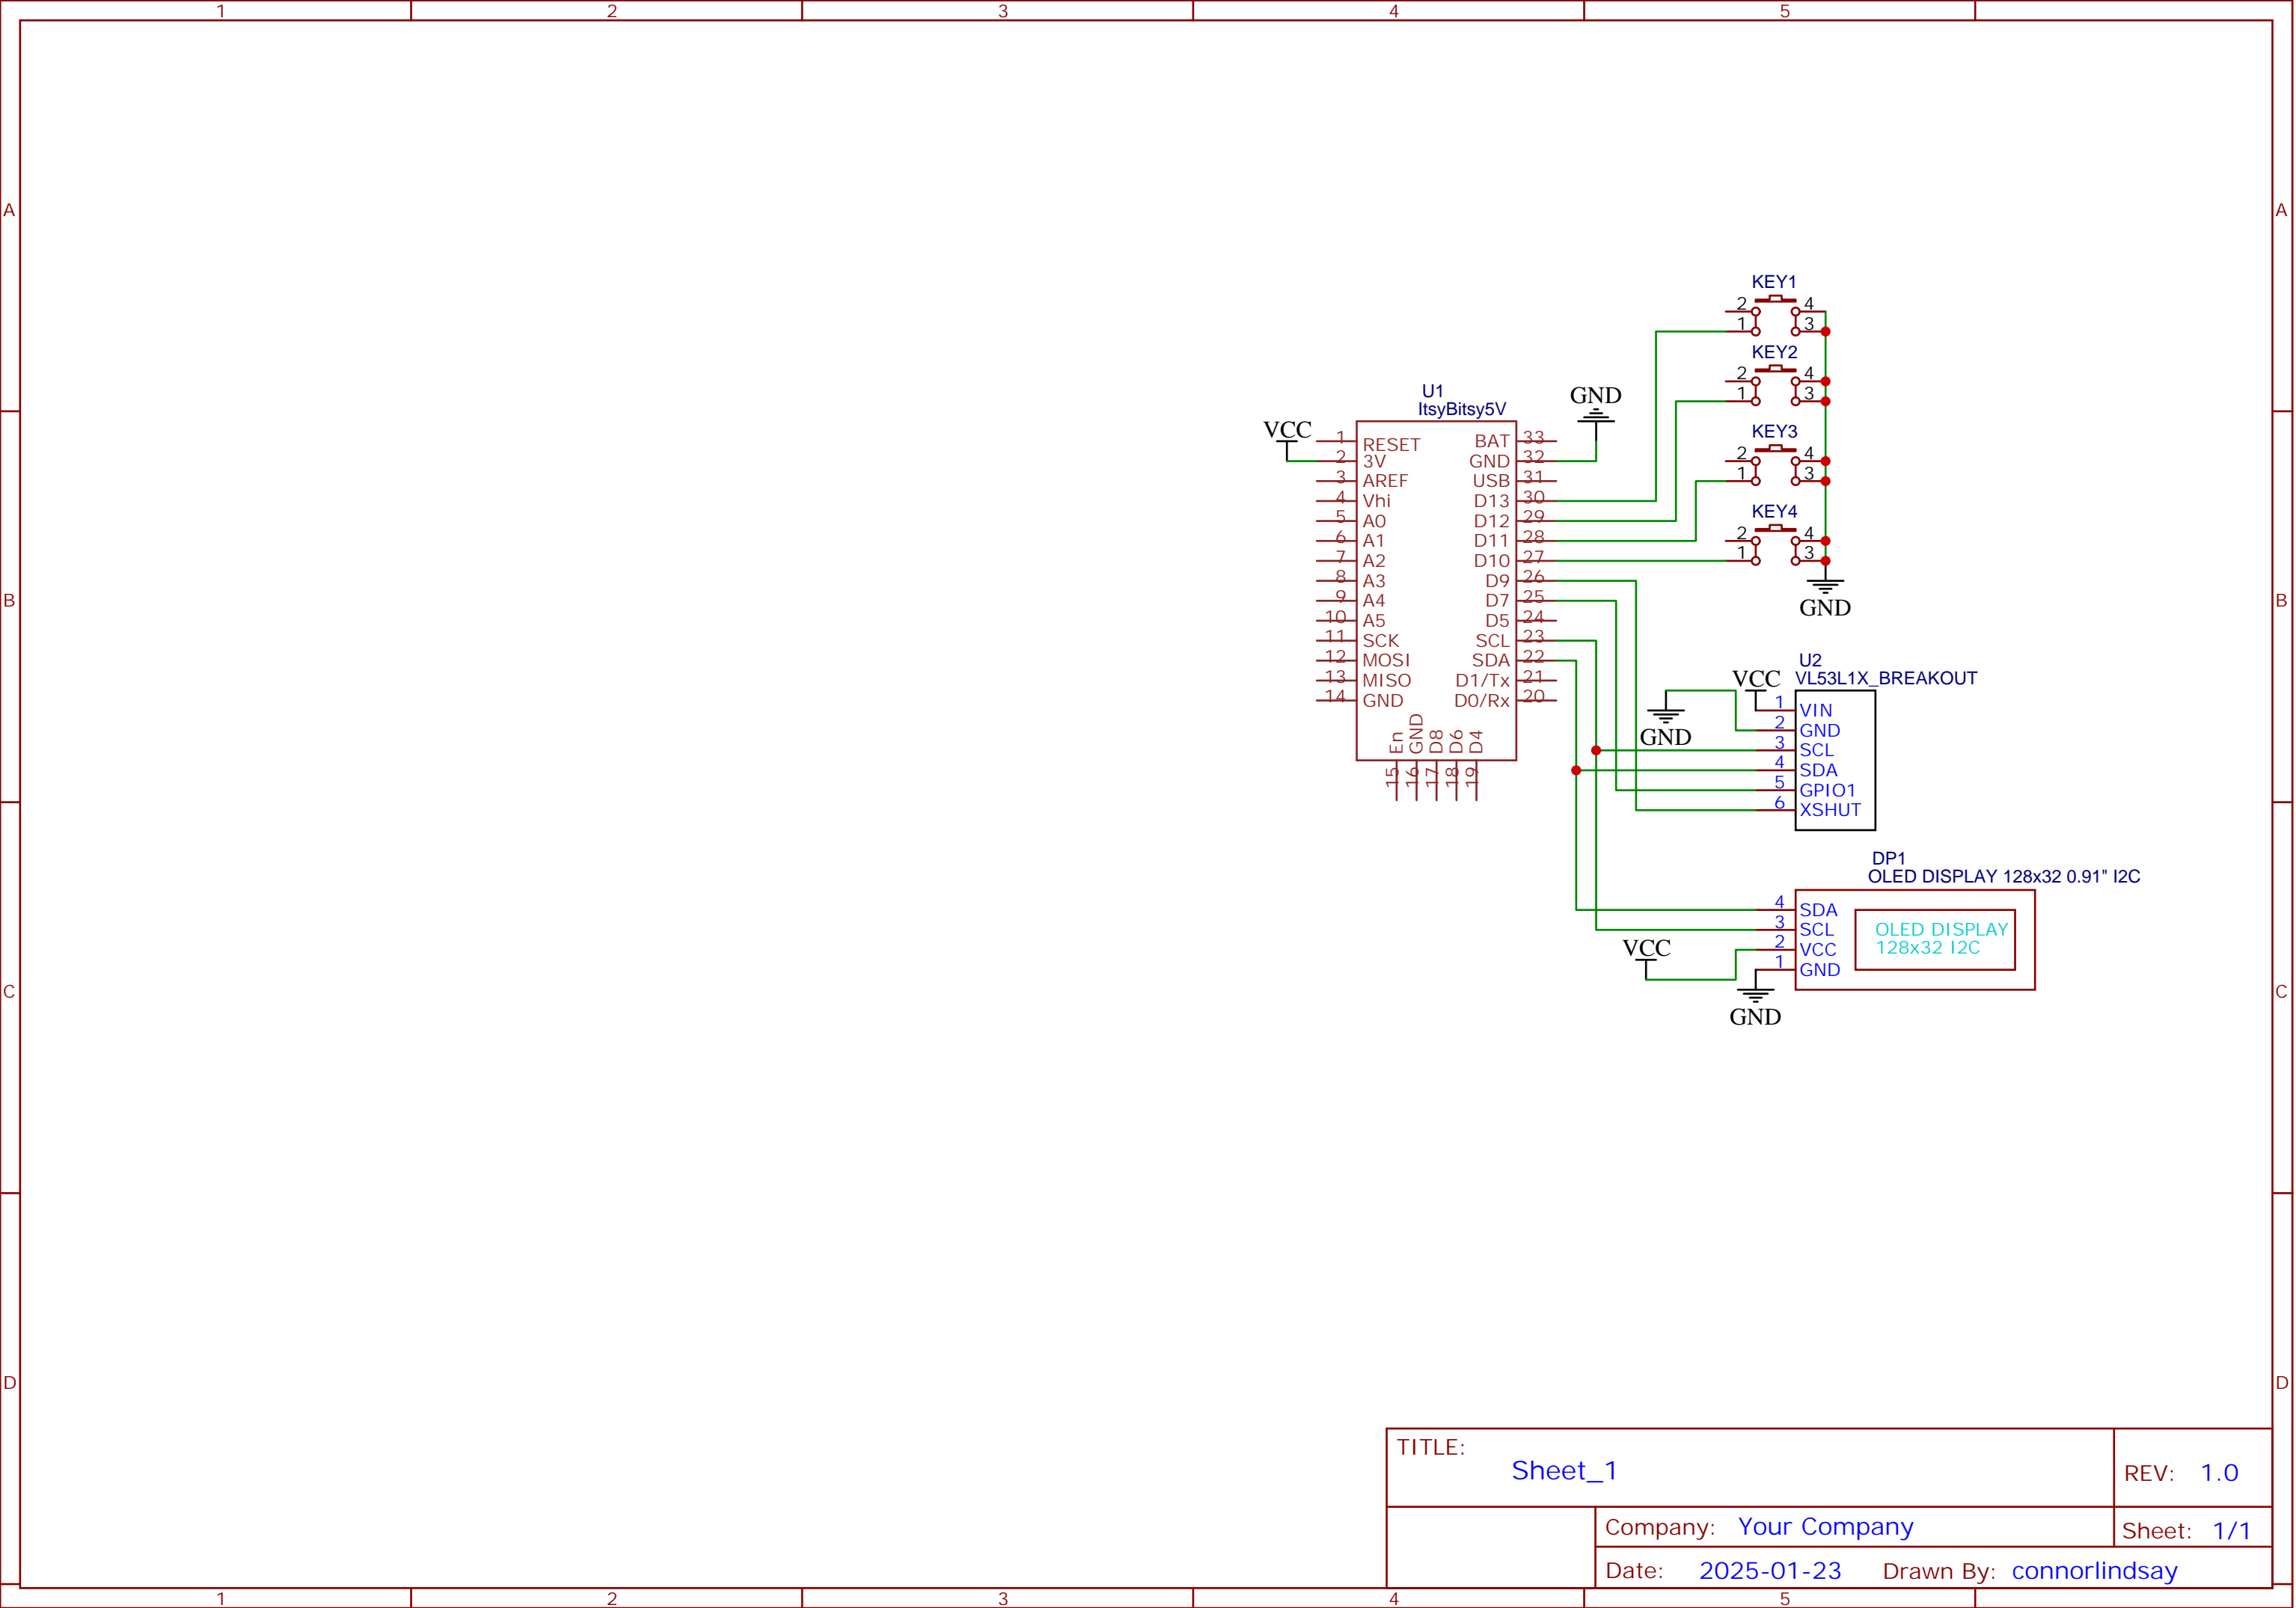 1 2 3 4 5
A A
B B
C C
D D
1 2 3 4 5
KEY1
2 4
1 3
KEY2
2 4
1 3
KEY3
2 4
1 3
KEY4
2 4
1 3
GND
GND
VCC
U1
ItsyBitsy5V
1 RESET BAT 33
2 3V GND 32
3 AREF USB 31
4 Vhi D13 30
5 A0 D12 29
6 A1 D11 28
7 A2 D10 27
8 A3 D9 26
9 A4 D7 25
10 A5 D5 24
11 SCK SCL 23
12 MOSI SDA 22
13 MISO D1/Tx 21
14 GND D0/Rx 20
En GND D8 D6 D4
15 16 17 18 19
U2
VL53L1X_BREAKOUT
VCC
GND
1 VIN
2 GND
3 SCL
4 SDA
5 GPIO1
6 XSHUT
DP1
OLED DISPLAY 128x32 0.91" I2C
4 SDA
3 SCL
2 VCC
1 GND
OLED DISPLAY
128x32 I2C
VCC
GND
TITLE:
Sheet_1
REV: 1.0
Company: Your Company
Sheet: 1/1
Date: 2025-01-23 Drawn By: connorlindsay